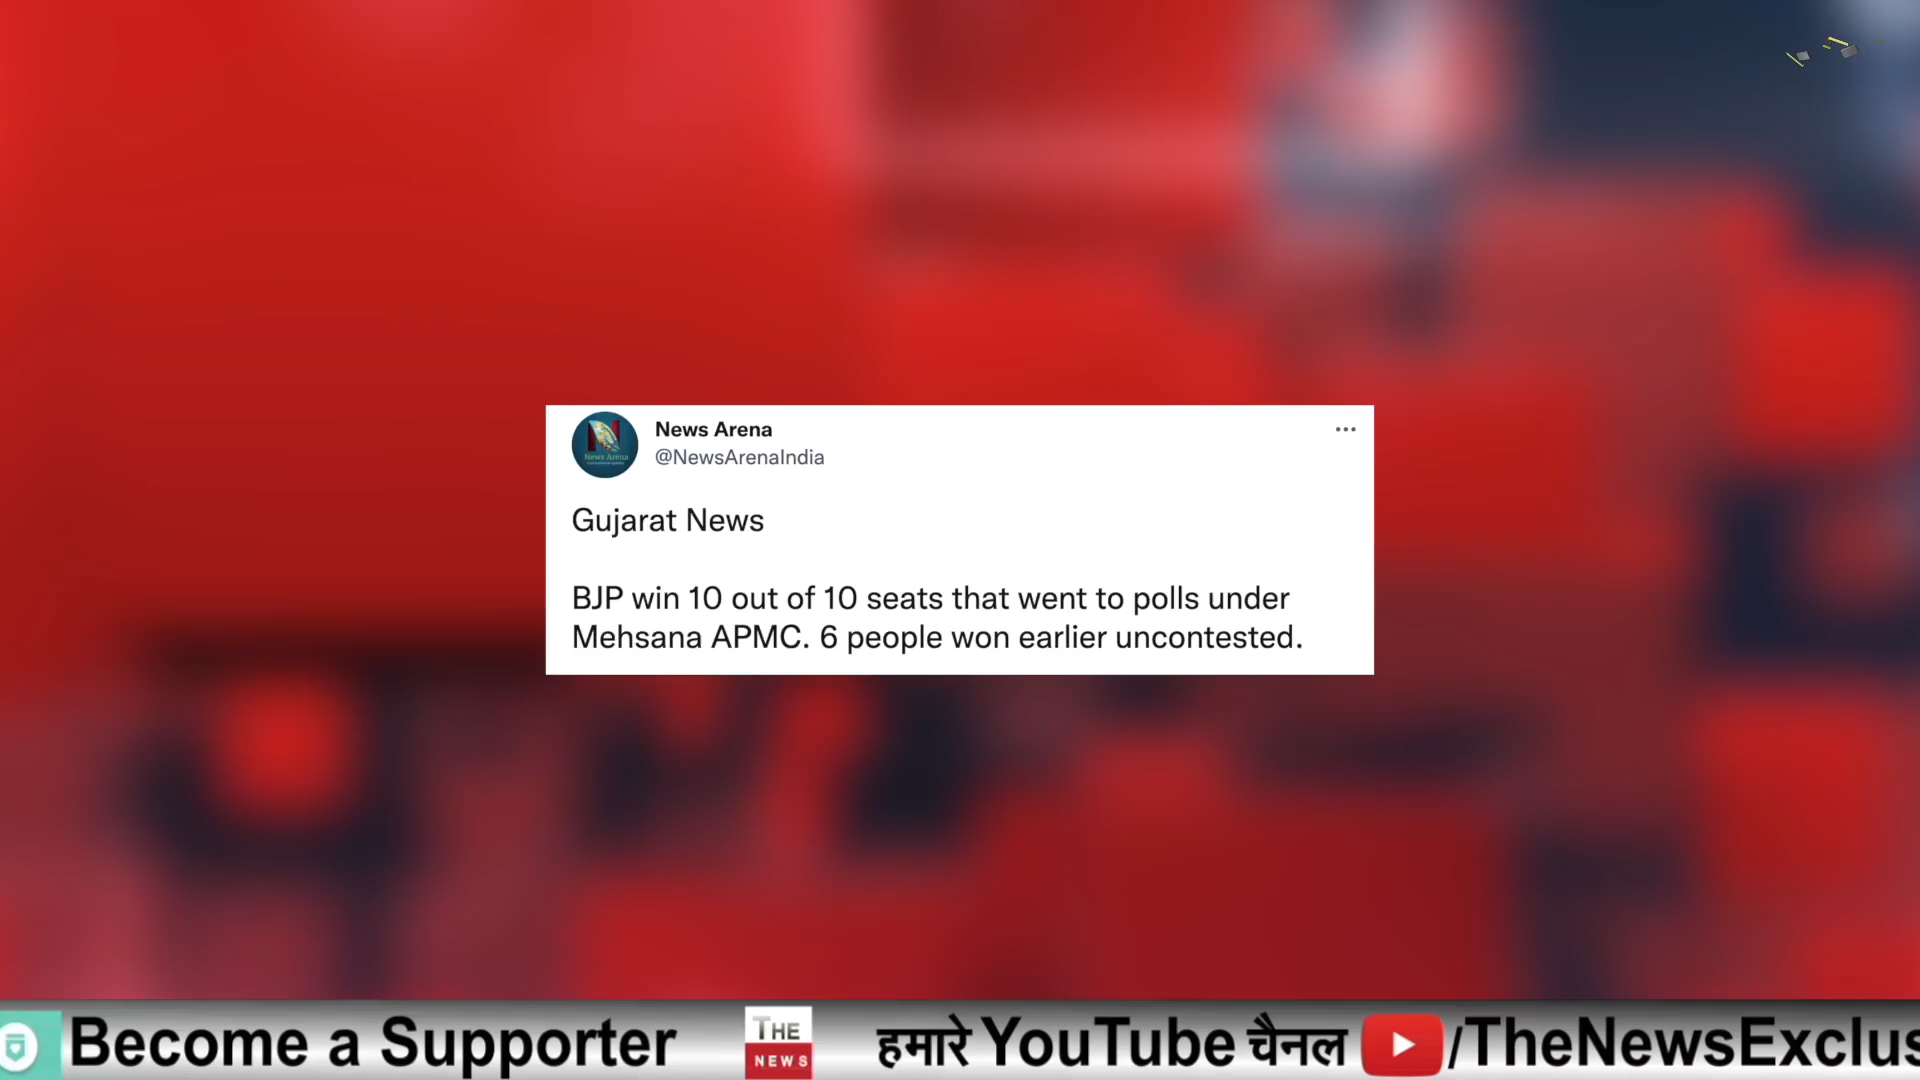 News Arena
@NewsArenaIndia
Gujarat News
BJP win 10 out of 10 seats that went to polls under
Mehsana APMC. 6 people won earlier uncontested.
Become a Supporter
THE
NEWS
हमारे YouTube चैनल
/TheNewsExclus